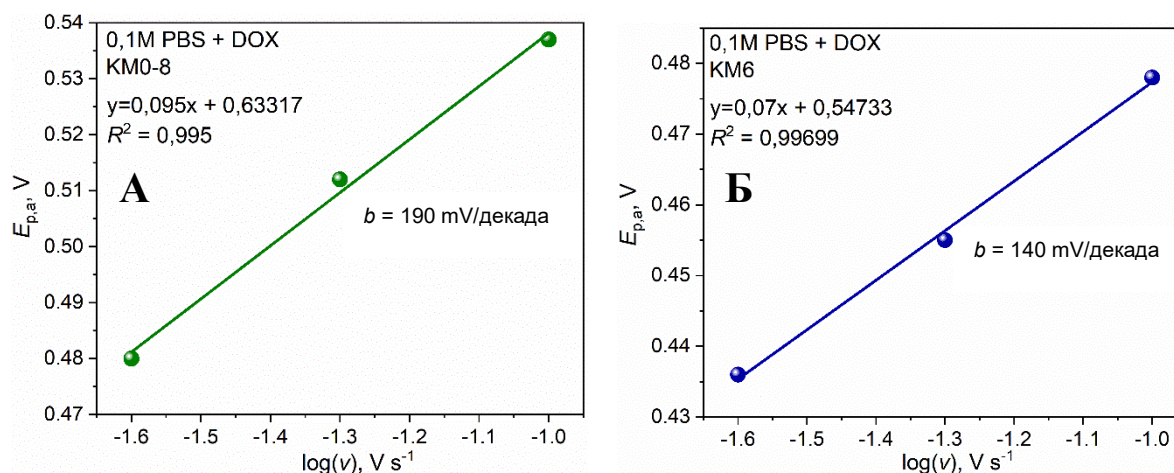 0,1M PBS + DOX
KM0-8
y=0,095x + 0,63317
R² = 0,995
А
b = 190 mV/декада
0.54
0.53
0.52
0.51
0.50
0.49
0.48
0.47
E p,a, V
-1.6 -1.5 -1.4 -1.3 -1.2 -1.1 -1.0
log(v), V s⁻¹
0,1M PBS + DOX
KM6
y=0,07x + 0,54733
R² = 0,99699
Б
b = 140 mV/декада
0.48
0.47
0.46
0.45
0.44
0.43
E p,a, V
-1.6 -1.5 -1.4 -1.3 -1.2 -1.1 -1.0
log(v), V s⁻¹